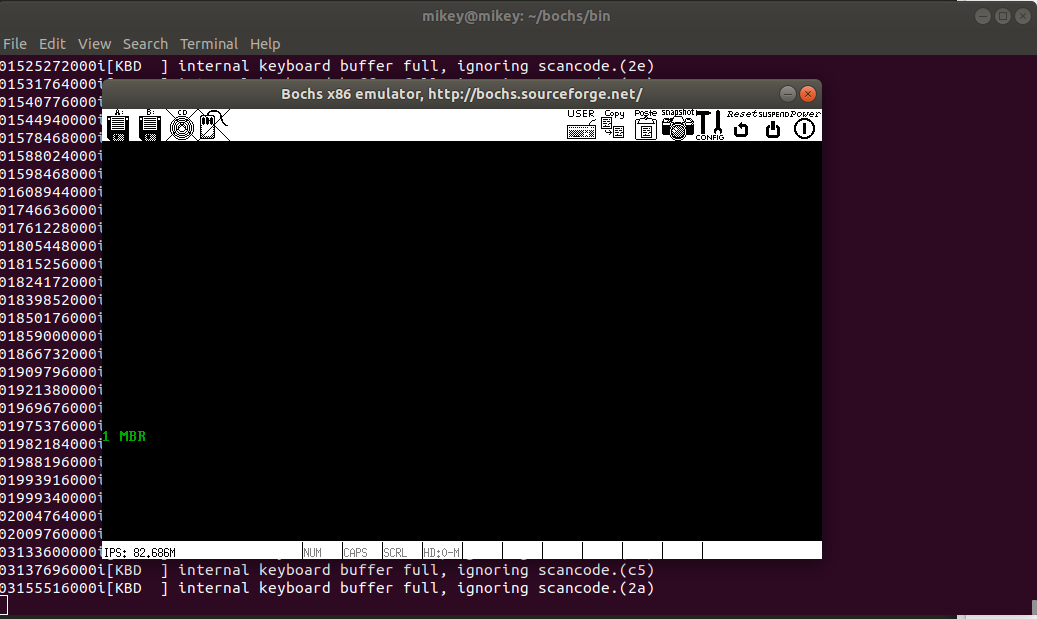 mikey@mikey: ~/bochs/bin
File Edit View Search Terminal Help
01525272000i[KBD  ] internal keyboard buffer full, ignoring scancode.(2e)
01531764000i
Bochs x86 emulator, http://bochs.sourceforge.net/
01540776000i
A: B: CD USER Copy Paste snapshot CONFIG Reset SUSPEND Power
01544940000i
01578468000i
01588024000i
01598468000i
01608944000i
01746636000i
01761228000i
01805448000i
01815256000i
01824172000i
01839852000i
01850176000i
01859000000i
01866732000i
01909796000i
01921380000i
01969676000i
01975376000i
1 MBR
01982184000i
01988196000i
01993916000i
01999340000i
02004764000i
02009760000i
03133600000i
IPS: 82.686M NUM CAPS SCRL HD:0-M
03137696000i[KBD  ] internal keyboard buffer full, ignoring scancode.(c5)
03155516000i[KBD  ] internal keyboard buffer full, ignoring scancode.(2a)